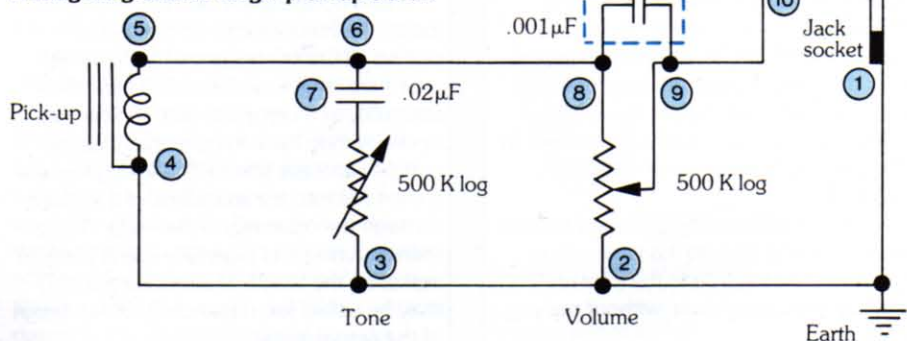 5
6
.001µF
10
Jack
socket
7
.02µF
8
9
1
Pick-up
4
500 K log
500 K log
3
2
Tone
Volume
Earth